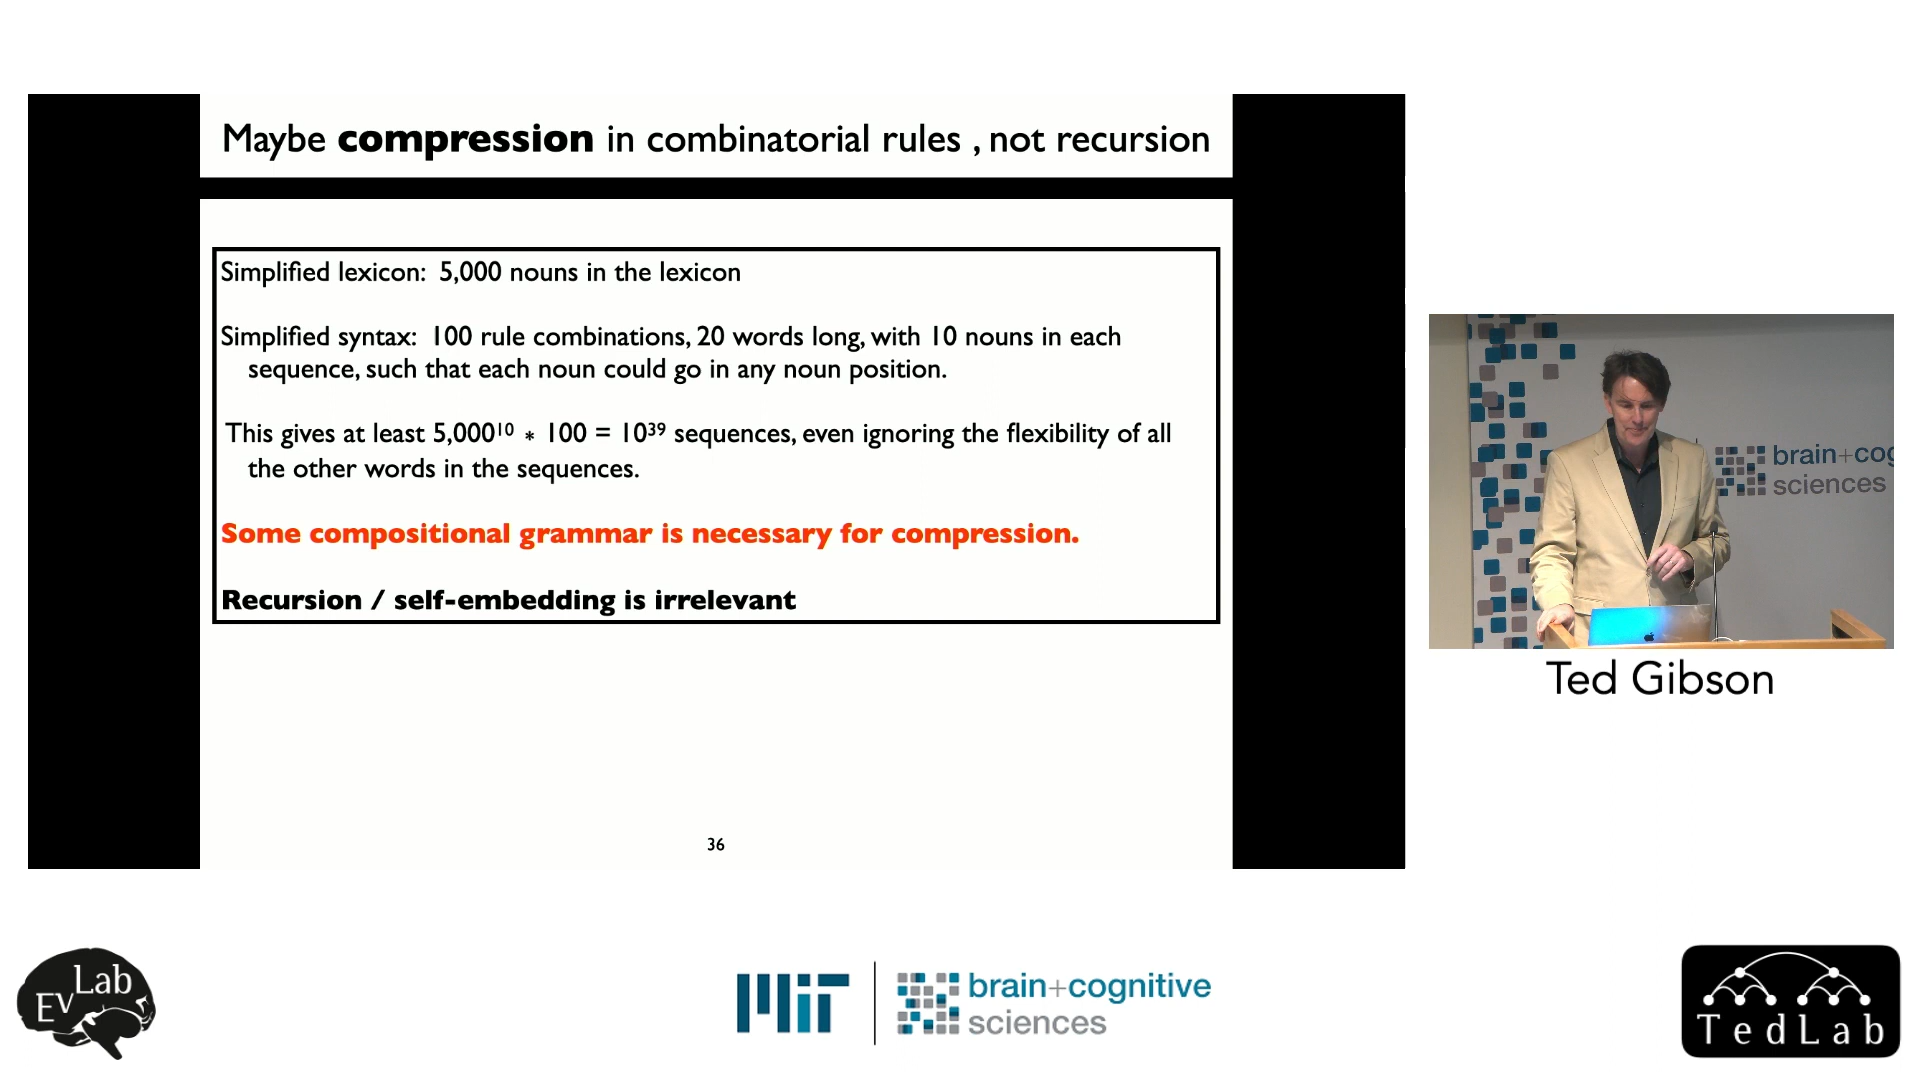 Maybe compression in combinatorial rules , not recursion
Simplified lexicon: 5,000 nouns in the lexicon
Simplified syntax: 100 rule combinations, 20 words long, with 10 nouns in each
sequence, such that each noun could go in any noun position.
This gives at least 5,000¹⁰ * 100 = 10³⁹ sequences, even ignoring the flexibility of all
the other words in the sequences.
Some compositional grammar is necessary for compression.
Recursion / self-embedding is irrelevant
36
brain+cog
sciences
Ted Gibson
EvLab
MIT
brain+cognitive
sciences
TedLab